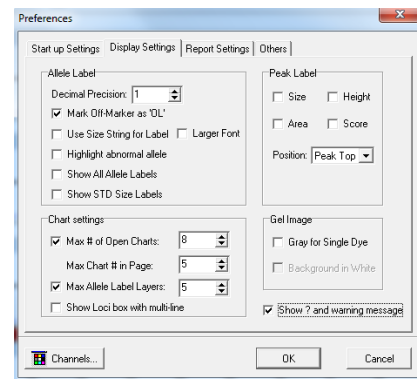 Preferences
Start up Settings Display Settings Report Settings Others
Allele Label
Decimal Precision: 1
Mark Off-Marker as 'OL'
Use Size String for Label Larger Font
Highlight abnormal allele
Show All Allele Labels
Show STD Size Labels
Peak Label
Size Height
Area Score
Position: Peak Top
Chart settings
Max # of Open Charts: 8
Max Chart # in Page: 5
Max Allele Label Layers: 5
Show Loci box with multi-line
Gel Image
Gray for Single Dye
Background in White
Show ? and warning message
Channels... OK Cancel